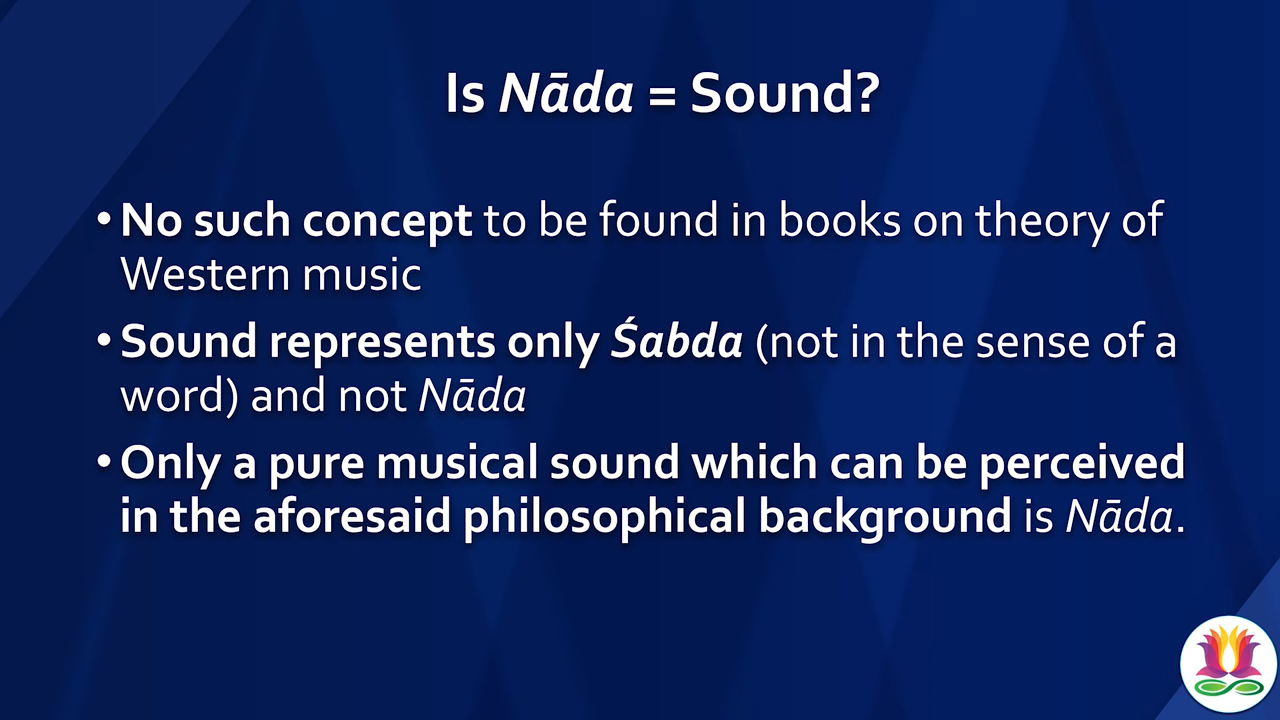 Is Nāda = Sound?
• No such concept to be found in books on theory of
Western music
• Sound represents only Śabda (not in the sense of a
word) and not Nāda
• Only a pure musical sound which can be perceived
in the aforesaid philosophical background is Nāda.